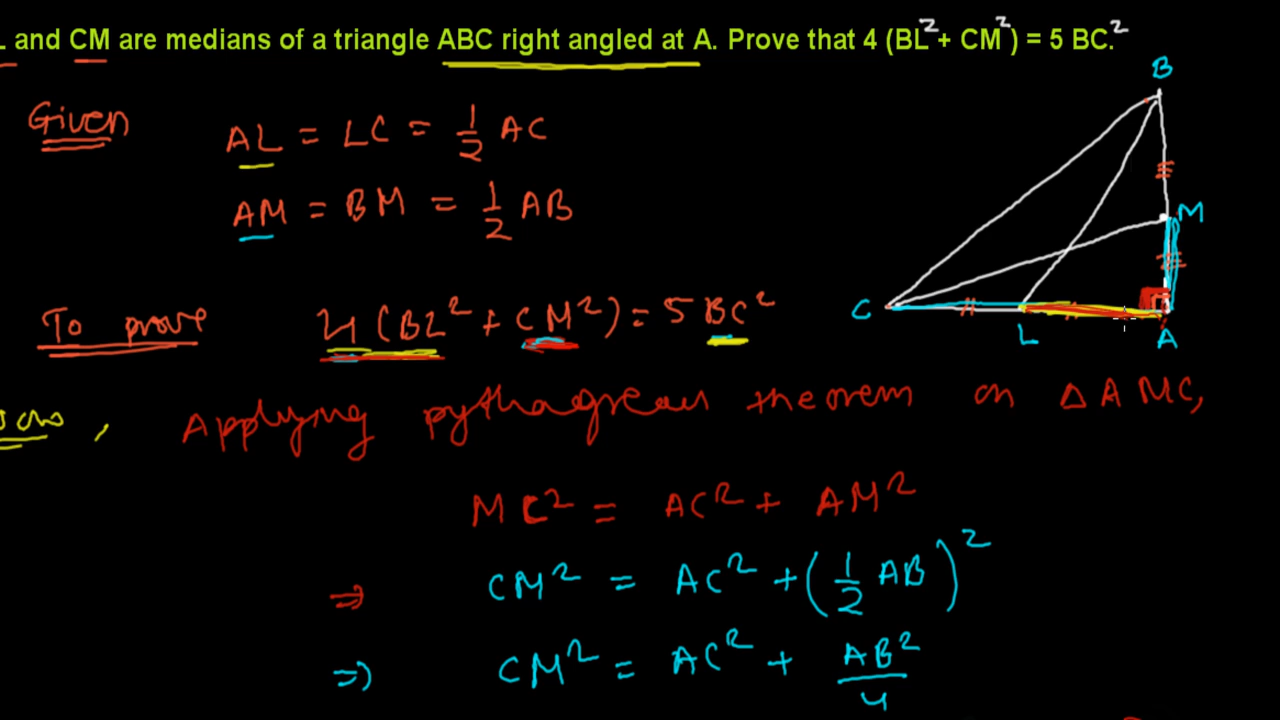 L and CM are medians of a triangle ABC right angled at A. Prove that 4 (BL² + CM²) = 5 BC.²
Given
AL = LC = 1/2 AC
AM = BM = 1/2 AB
B
M
C
L
A
To prove 4 (BL² + CM²) = 5 BC²
, Applying pythagrean theorem on △ AMC,
MC² = AC² + AM²
⇒ CM² = AC² + (1/2 AB)²
⇒ CM² = AC² + AB²/4